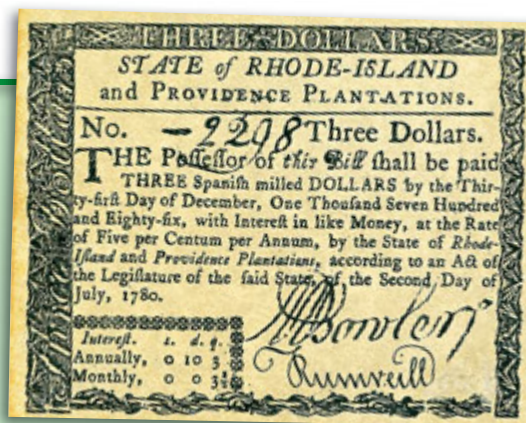 THREE DOLLARS
STATE of RHODE-ISLAND
and PROVIDENCE PLANTATIONS.
No. 2298 Three Dollars.
THE Poſſeſſor of this Bill ſhall be paid
THREE Spaniſh milled DOLLARS by the Thir-
ty-firſt Day of December, One Thouſand Seven Hundred
and Eighty-ſix, with Intereſt in like Money, at the Rate
of Five per Centum per Annum, by the State of Rhode-
Iſland and Providence Plantations, according to an Act of
the Legiſlature of the ſaid State, of the Second Day of
July, 1780.
Intereſt. s. d. q.
Annually, 0 10 3
Monthly, 0 0 3
Bowler
Rumreill